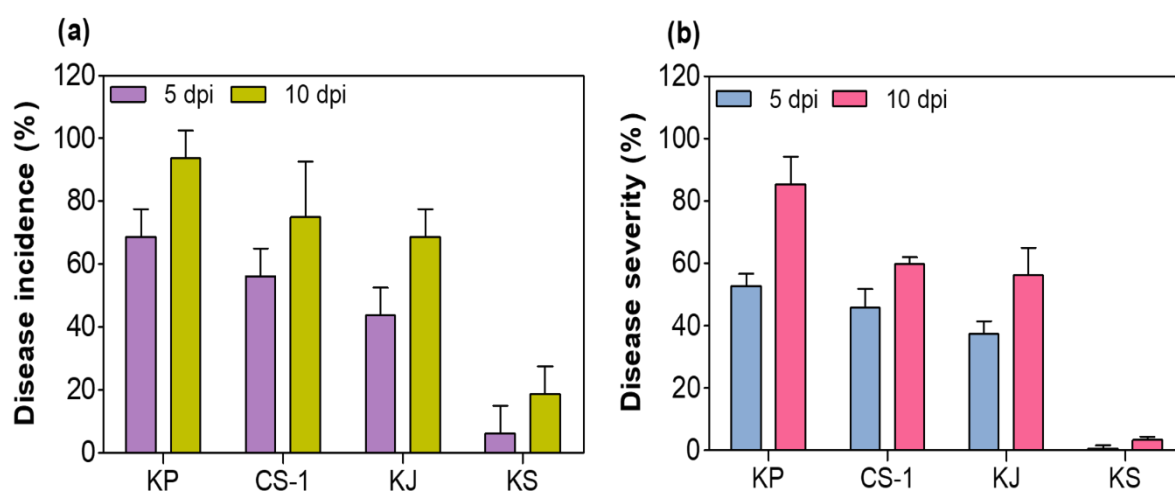 (a)
Disease incidence (%)
120
100
80
60
40
20
0
5 dpi 10 dpi
KP CS-1 KJ KS
(b)
Disease severity (%)
120
100
80
60
40
20
0
5 dpi 10 dpi
KP CS-1 KJ KS